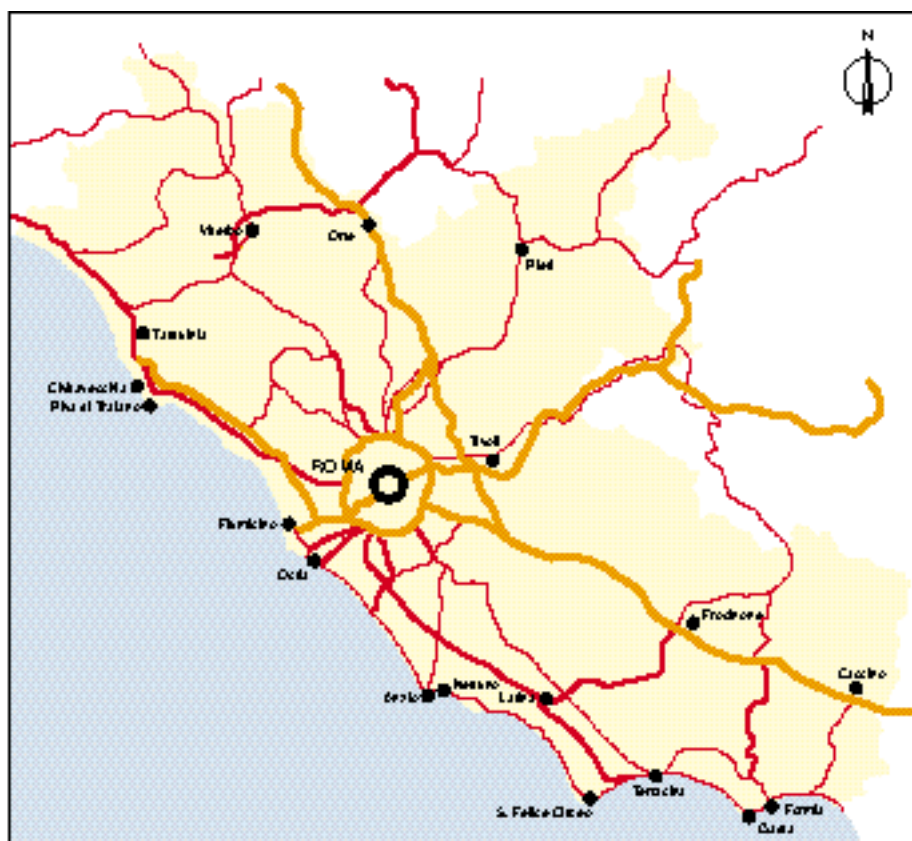 N
Viterbo
Orte
Rieti
Tarquinia
Civitavecchia
Tivoli
ROMA
Fiumicino
Ostia
Frosinone
Cassino
Nettuno
Anzio
Latina
Terracina
S. Felice Circeo
Formia
Gaeta